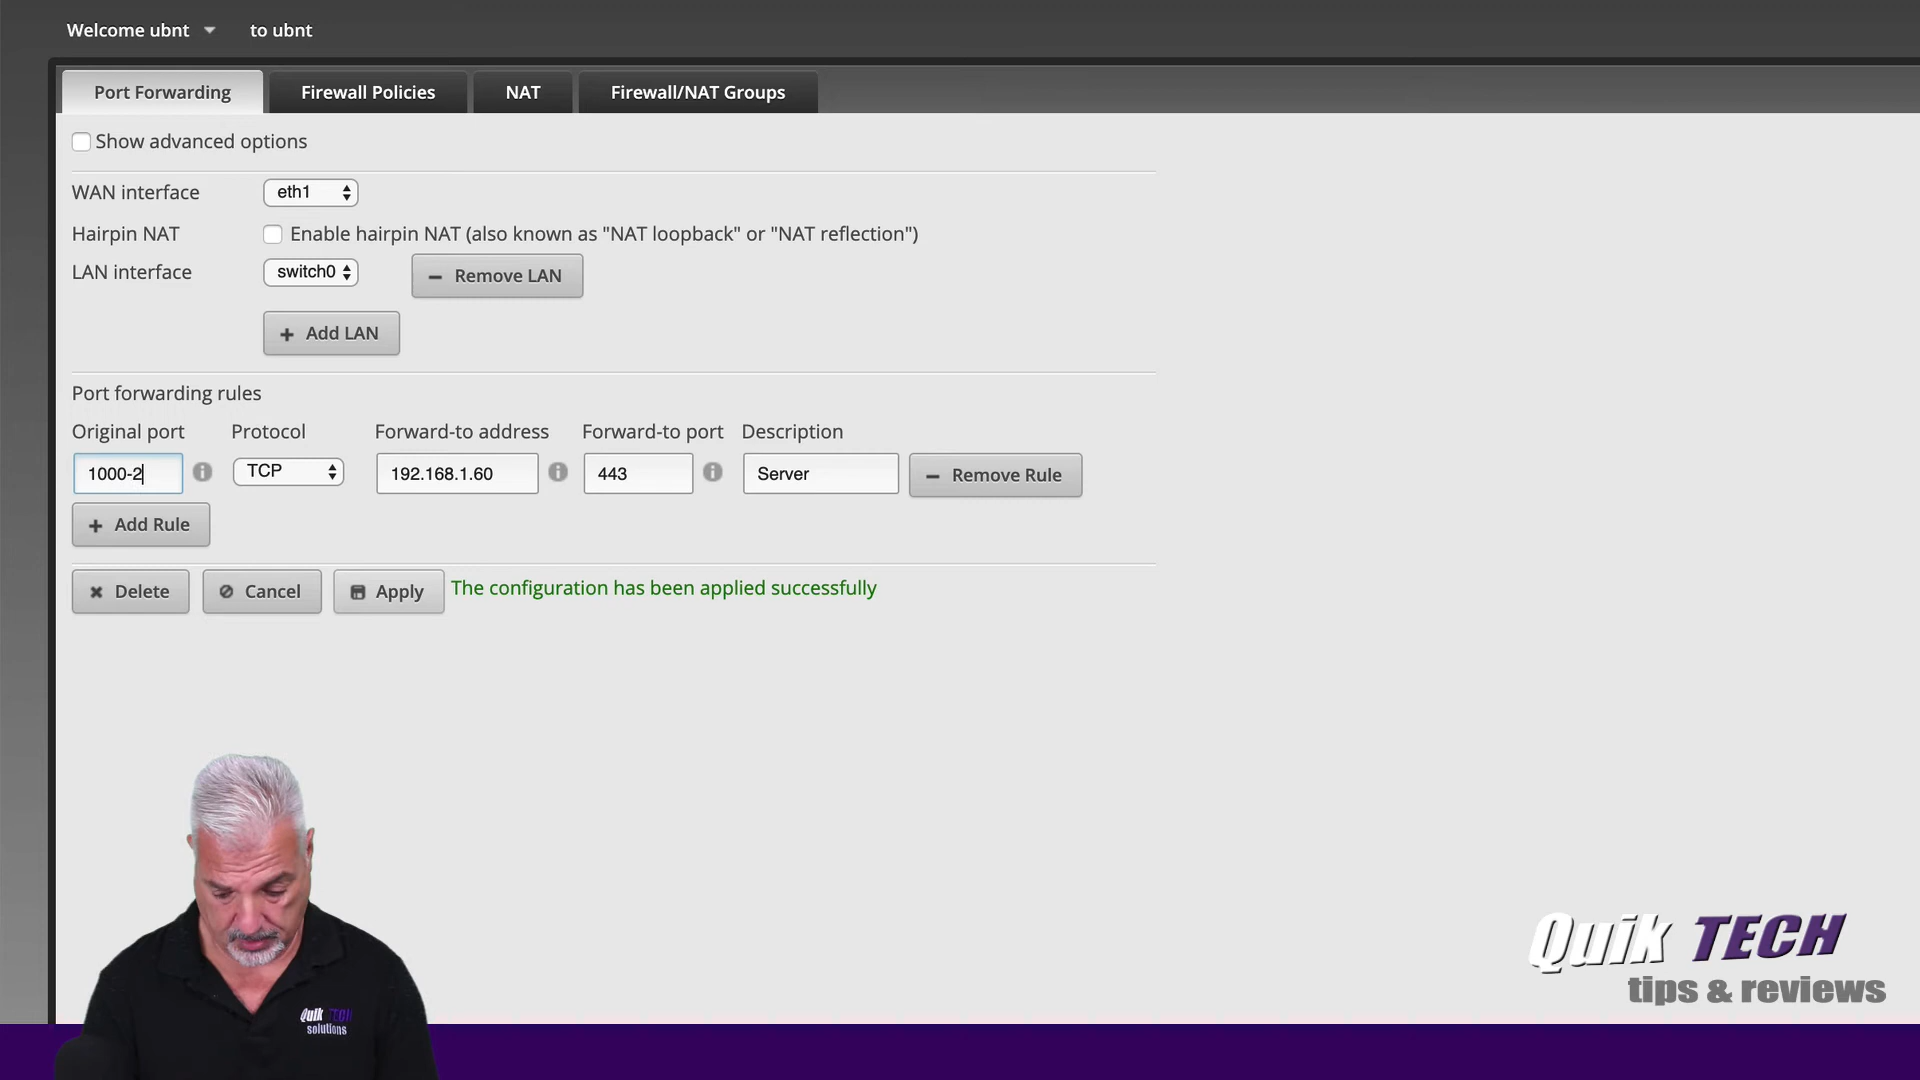 Welcome ubnt to ubnt
Port Forwarding Firewall Policies NAT Firewall/NAT Groups
Show advanced options
WAN interface eth1
Hairpin NAT Enable hairpin NAT (also known as "NAT loopback" or "NAT reflection")
LAN interface switch0 Remove LAN
Add LAN
Port forwarding rules
Original port Protocol Forward-to address Forward-to port Description
1000-2 TCP 192.168.1.60 443 Server Remove Rule
Add Rule
Delete Cancel Apply The configuration has been applied successfully
Quik TECH
tips & reviews
Quik TECH
solutions